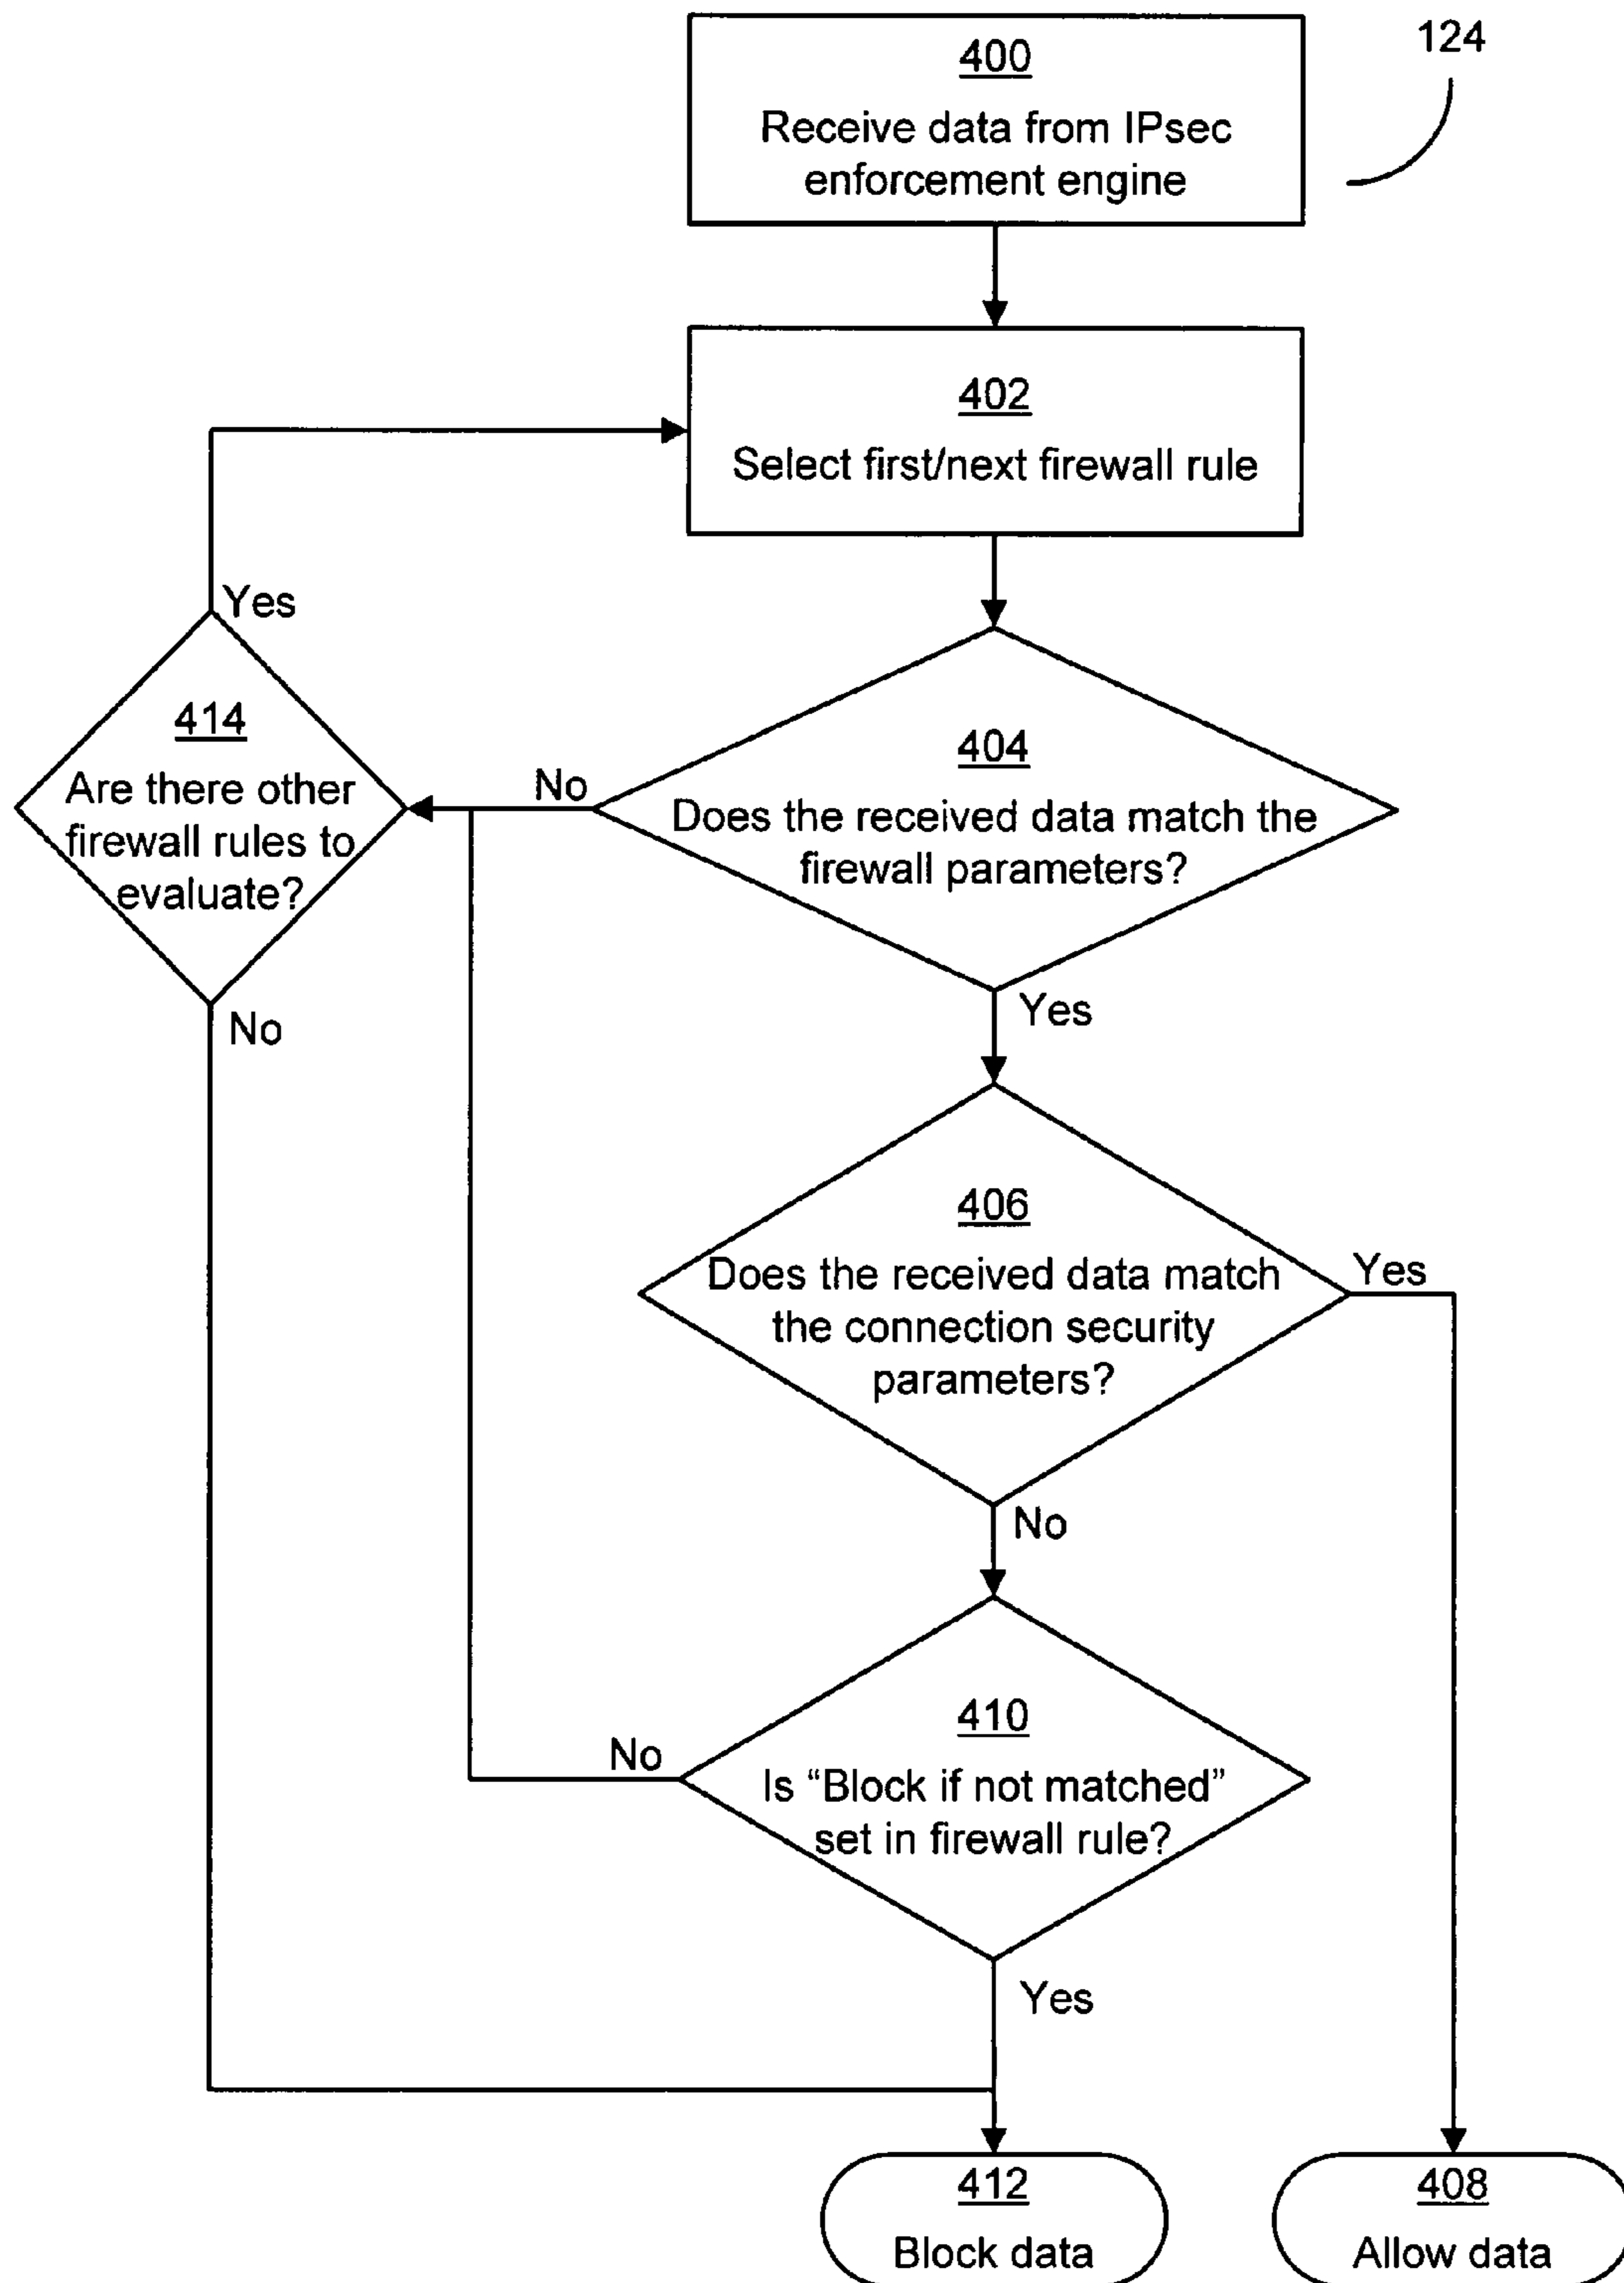 124
400
Receive data from IPsec
enforcement engine
402
Select first/next firewall rule
Yes
414
Are there other
firewall rules to
evaluate?
No
No
404
Does the received data match the
firewall parameters?
Yes
406
Does the received data match
the connection security
parameters?
Yes
No
410
Is “Block if not matched”
set in firewall rule?
No
Yes
412
Block data
408
Allow data